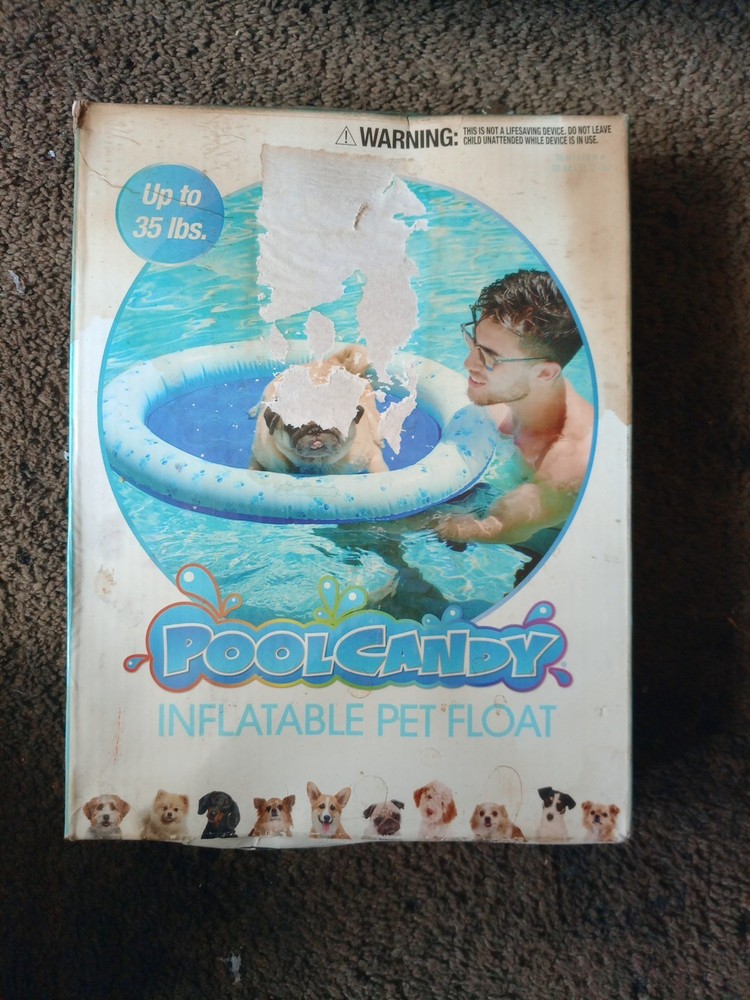 WARNING: THIS IS NOT A LIFESAVING DEVICE. DO NOT LEAVE
CHILD UNATTENDED WHILE DEVICE IS IN USE.
Up to
35 lbs.
POOLCANDY
INFLATABLE PET FLOAT